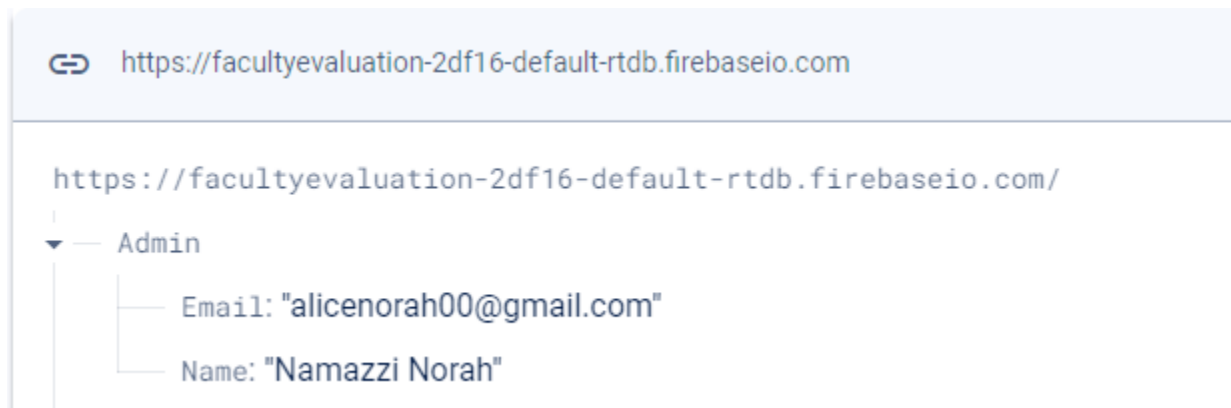 https://facultyevaluation-2df16-default-rtdb.firebaseio.com
https://facultyevaluation-2df16-default-rtdb.firebaseio.com/
Admin
Email: "alicenorah00@gmail.com"
Name: "Namazzi Norah"